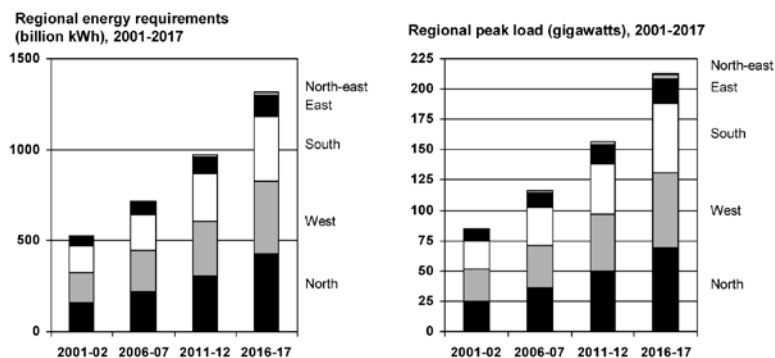 Regional energy requirements
(billion kWh), 2001-2017
1500
1000
500
0
North-east
East
South
West
North
2001-02 2006-07 2011-12 2016-17
Regional peak load (gigawatts), 2001-2017
225
200
175
150
125
100
75
50
25
0
North-east
East
South
West
North
2001-02 2006-07 2011-12 2016-17